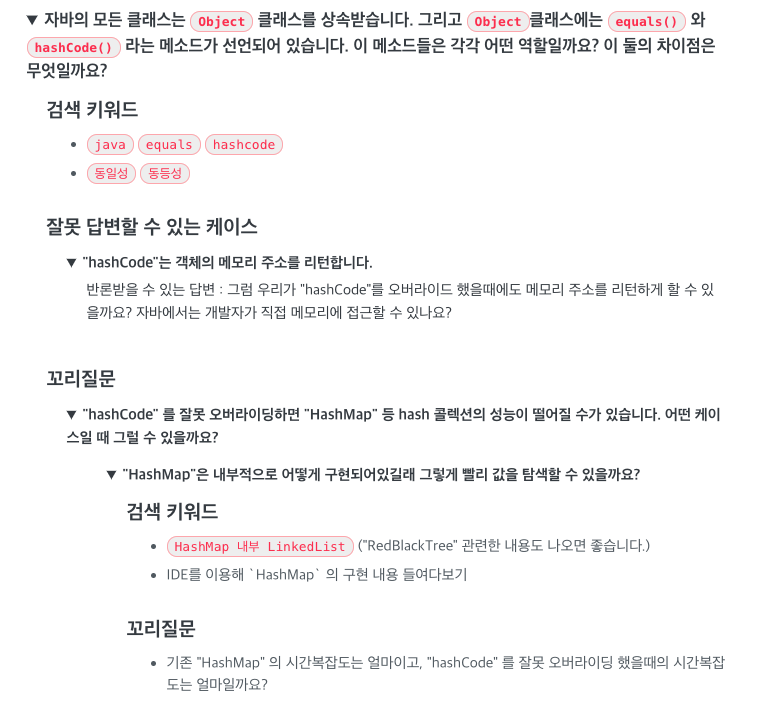 ▼ 자바의 모든 클래스는 Object 클래스를 상속받습니다. 그리고 Object클래스에는 equals() 와
hashCode() 라는 메소드가 선언되어 있습니다. 이 메소드들은 각각 어떤 역할일까요? 이 둘의 차이점은
무엇일까요?
검색 키워드
• java equals hashcode
• 동일성 동등성
잘못 답변할 수 있는 케이스
▼ "hashCode"는 객체의 메모리 주소를 리턴합니다.
반론받을 수 있는 답변 : 그럼 우리가 "hashCode"를 오버라이드 했을때에도 메모리 주소를 리턴하게 할 수 있
을까요? 자바에서는 개발자가 직접 메모리에 접근할 수 있나요?
꼬리질문
▼ "hashCode" 를 잘못 오버라이딩하면 "HashMap" 등 hash 콜렉션의 성능이 떨어질 수가 있습니다. 어떤 케이
스일 때 그럴 수 있을까요?
▼ "HashMap"은 내부적으로 어떻게 구현되어있길래 그렇게 빨리 값을 탐색할 수 있을까요?
검색 키워드
• HashMap 내부 LinkedList ("RedBlackTree" 관련한 내용도 나오면 좋습니다.)
• IDE를 이용해 `HashMap` 의 구현 내용 들여다보기
꼬리질문
• 기존 "HashMap" 의 시간복잡도는 얼마이고, "hashCode" 를 잘못 오버라이딩 했을때의 시간복잡
도는 얼마일까요?